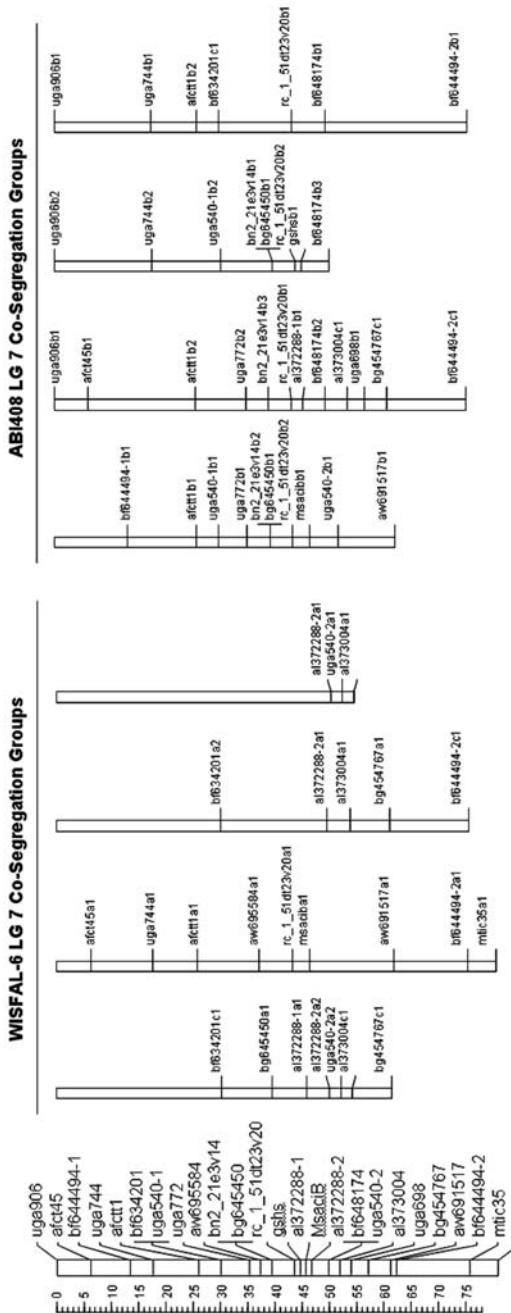 WISFAL-6 LG 7 Co-Segregation Groups
ABI408 LG 7 Co-Segregation Groups
0
5
10
15
20
25
30
35
40
45
50
55
60
65
70
75
80
uga906
afct45
bf644494-1
uga744
afctt1
bf634201
uga540-1
uga772
aw695584
bn2_21e3v14
bg645450
rc_1_51dt23v20
gshs
al372288-1
MsaciB
al372288-2
bf648174
uga540-2
al373004
uga698
bg454767
aw691517
bf644494-2
mtic35
bf634201c1
bg645450a1
al372288-1a1
al372288-2a2
uga540-2a2
al373004c1
bg454767c1
afct45a1
uga744a1
afctt1a1
aw695584a1
rc_1_51dt23v20a1
msaciba1
aw691517a1
bf644494-2a1
mtic35a1
bf634201a2
al372288-2a1
al373004a1
bg454767a1
bf644494-2c1
al372288-2a1
uga540-2a1
al373004a1
bf644494-1b1
afctt1b1
uga540-1b1
uga772b1
bn2_21e3v14b2
bg645450b1
rc_1_51dt23v20b2
msacibb1
uga540-2b1
aw691517b1
uga906b1
afct45b1
afctt1b2
uga772b2
bn2_21e3v14b3
rc_1_51dt23v20b1
al372288-1b1
bf648174b2
al373004c1
uga698b1
bg454767c1
bf644494-2c1
uga906b2
uga744b2
uga540-1b2
bn2_21e3v14b1
bg645450b1
rc_1_51dt23v20b2
gshsb1
bf648174b3
uga906b1
uga744b1
afctt1b2
bf634201c1
rc_1_51dt23v20b1
bf648174b1
bf644494-2b1